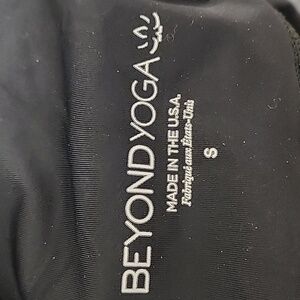 BEYOND YOGA
MADE IN THE U.S.A.
Fabriqué aux États-Unis
S